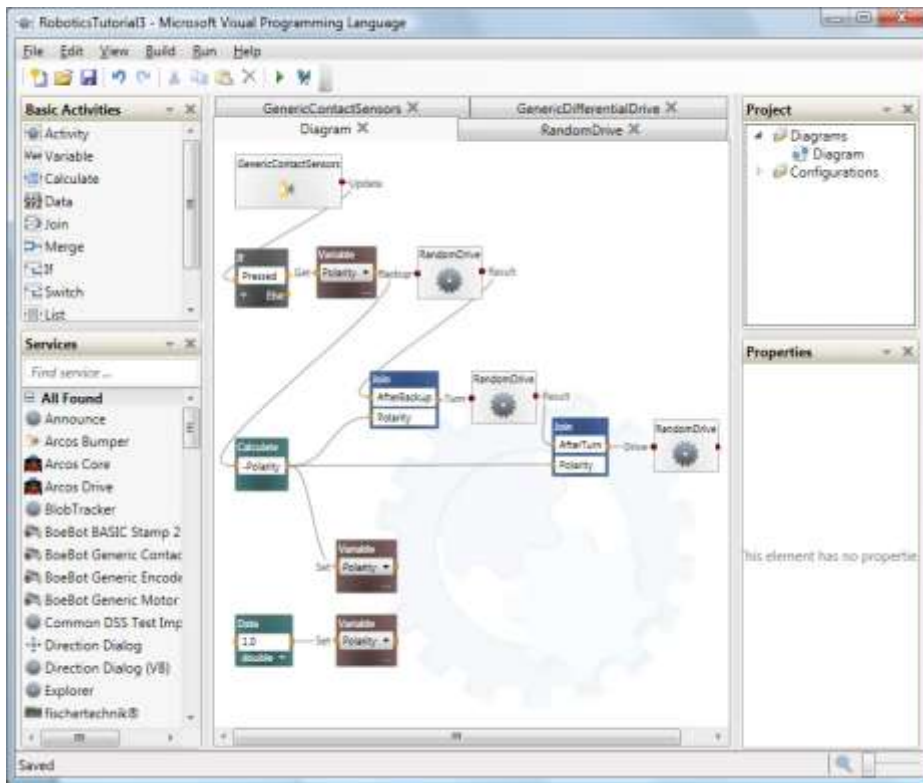 RoboticsTutorial3 - Microsoft Visual Programming Language
File Edit View Build Run Help
Basic Activities
Activity
Variable
Calculate
Data
Join
Merge
If
Switch
List
Services
Find service ...
All Found
Announce
Arcos Bumper
Arcos Core
Arcos Drive
BlobTracker
BoeBot BASIC Stamp 2
BoeBot Generic Contac
BoeBot Generic Encode
BoeBot Generic Motor
Common DSS Test Imp
Direction Dialog
Direction Dialog (VB)
Explorer
fischertechnik®
GenericContactSensors GenericDifferentialDrive
Diagram RandomDrive
GenericContactSensors
Update
If Variable RandomDrive
Pressed Get Polarity Backup Result
Else
Join RandomDrive
AfterBackup Turn Result
Polarity
Join RandomDrive
AfterTurn Drive
Polarity
Calculate
-Polarity
Variable
Set Polarity
Data Variable
1.0 Set Polarity
double
Project
Diagrams
Diagram
Configurations
Properties
This element has no propertie
Saved